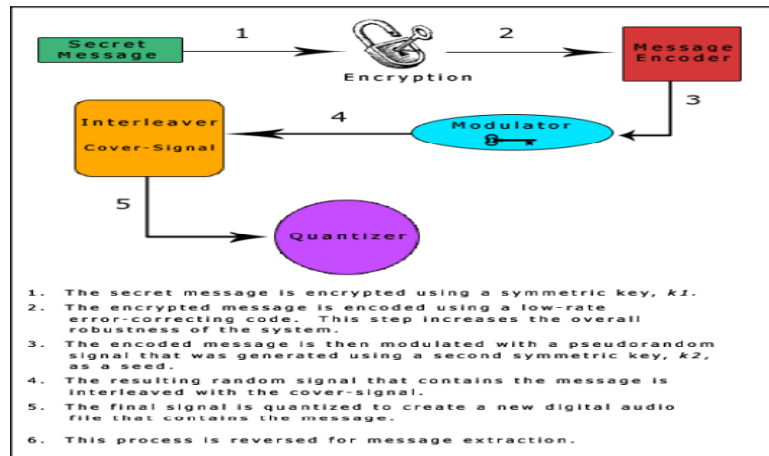 Secret
Message
1
Encryption
2
Message
Encoder
3
Modulator
4
Interleaver
Cover-Signal
5
Quantizer
1. The secret message is encrypted using a symmetric key, k1.
2. The encrypted message is encoded using a low-rate
error-correcting code. This step increases the overall
robustness of the system.
3. The encoded message is then modulated with a pseudorandom
signal that was generated using a second symmetric key, k2,
as a seed.
4. The resulting random signal that contains the message is
interleaved with the cover-signal.
5. The final signal is quantized to create a new digital audio
file that contains the message.
6. This process is reversed for message extraction.